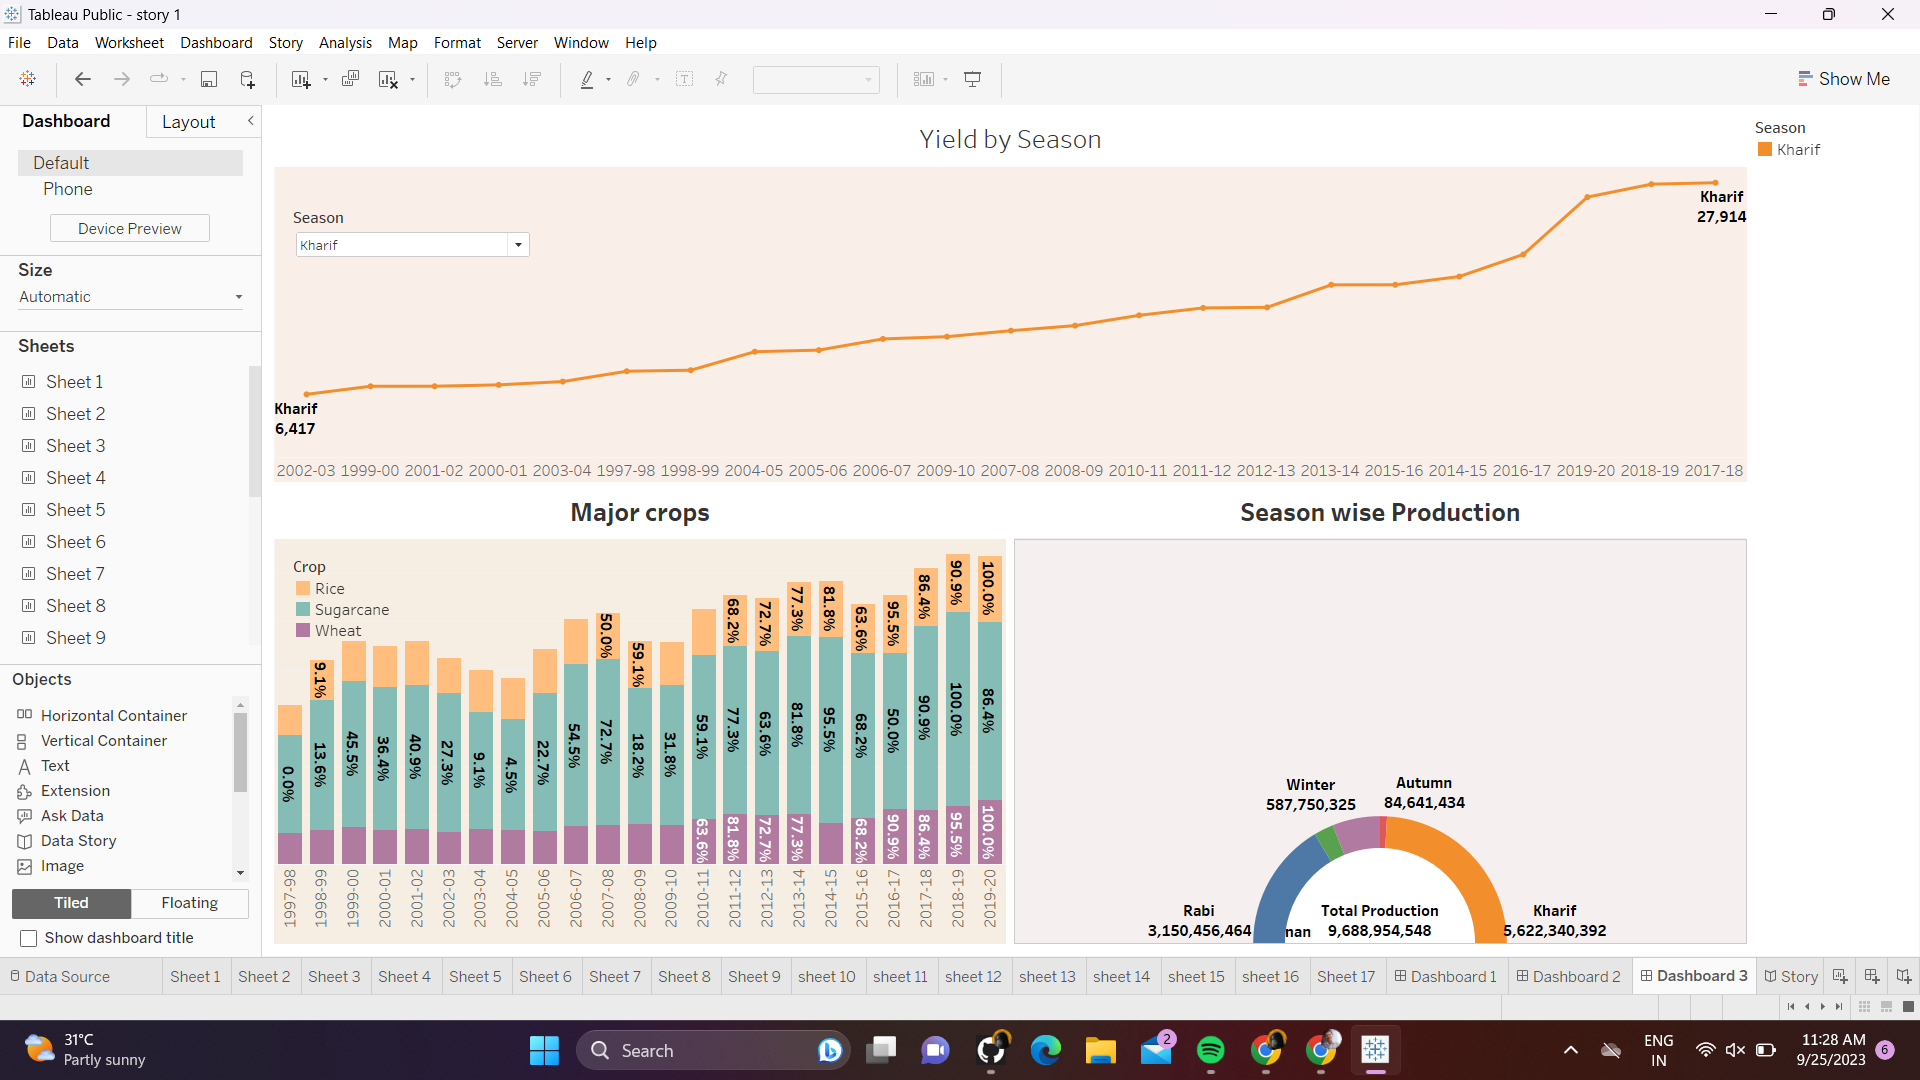 Tableau Public - story 1
File Data Worksheet Dashboard Story Analysis Map Format Server Window Help
Show Me
Dashboard Layout
Default
Phone
Device Preview
Size
Automatic
Sheets
Sheet 1
Sheet 2
Sheet 3
Sheet 4
Sheet 5
Sheet 6
Sheet 7
Sheet 8
Sheet 9
Objects
Horizontal Container
Vertical Container
Text
Extension
Ask Data
Data Story
Image
Tiled Floating
Show dashboard title
Yield by Season
Season
Kharif
Season
Kharif
Kharif
27,914
Kharif
6,417
2002-03 1999-00 2001-02 2000-01 2003-04 1997-98 1998-99 2004-05 2005-06 2006-07 2009-10 2007-08 2008-09 2010-11 2011-12 2012-13 2013-14 2015-16 2014-15 2016-17 2019-20 2018-19 2017-18
Major crops
Crop
Rice
Sugarcane
Wheat
9.1% 50.0% 59.1% 68.2% 72.7% 77.3% 81.8% 63.6% 95.5% 86.4% 90.9% 100.0%
0.0% 13.6% 45.5% 36.4% 40.9% 27.3% 9.1% 4.5% 22.7% 54.5% 72.7% 18.2% 31.8% 59.1% 77.3% 63.6% 81.8% 95.5% 68.2% 50.0% 90.9% 100.0% 86.4%
63.6% 81.8% 72.7% 77.3% 68.2% 90.9% 86.4% 95.5% 100.0%
1997-98 1998-99 1999-00 2000-01 2001-02 2002-03 2003-04 2004-05 2005-06 2006-07 2007-08 2008-09 2009-10 2010-11 2011-12 2012-13 2013-14 2014-15 2015-16 2016-17 2017-18 2018-19 2019-20
Season wise Production
Winter
587,750,325
Autumn
84,641,434
Rabi
3,150,456,464
nan
Total Production
9,688,954,548
Kharif
5,622,340,392
Data Source Sheet 1 Sheet 2 Sheet 3 Sheet 4 Sheet 5 Sheet 6 Sheet 7 Sheet 8 Sheet 9 sheet 10 sheet 11 sheet 12 sheet 13 sheet 14 sheet 15 sheet 16 Sheet 17 Dashboard 1 Dashboard 2 Dashboard 3 Story
31°C
Partly sunny
Search
2
ENG
IN
11:28 AM
9/25/2023
6